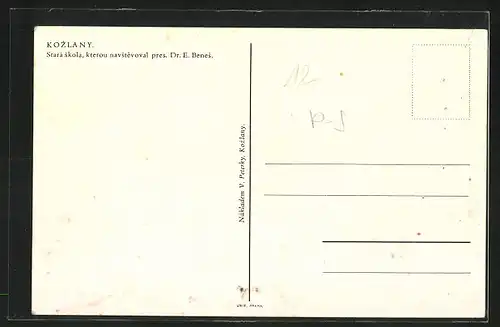 KOŽLANY.
Stará škola, kterou navštěvoval pres. Dr. E. Beneš.
Nákladem V. Peterky, Kožlany.
12
P-J